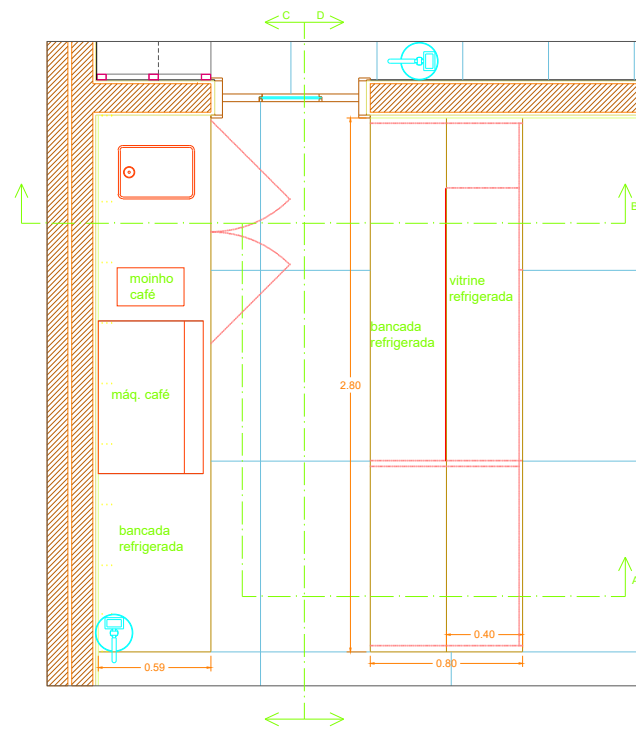 C D
B
moinho
café
vitrine
refrigerada
bancada
refrigerada
2.80
máq. café
bancada
refrigerada
A
0.40
0.59
0.80